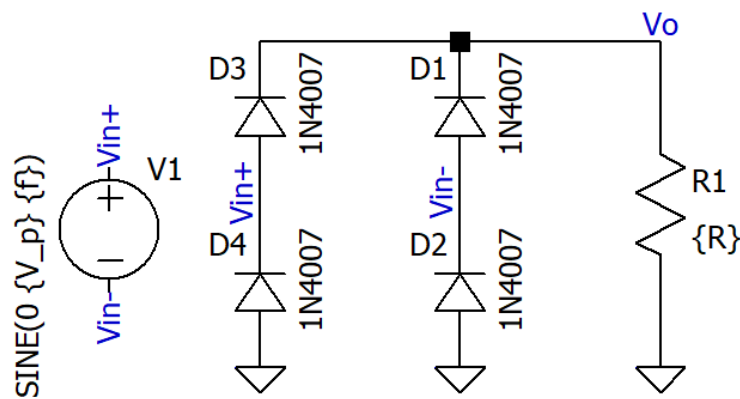 SINE(0 {V_p} {f})
Vin+
V1
Vin-
D3
1N4007
Vin+
D4
1N4007
D1
1N4007
Vin-
D2
1N4007
Vo
R1
{R}